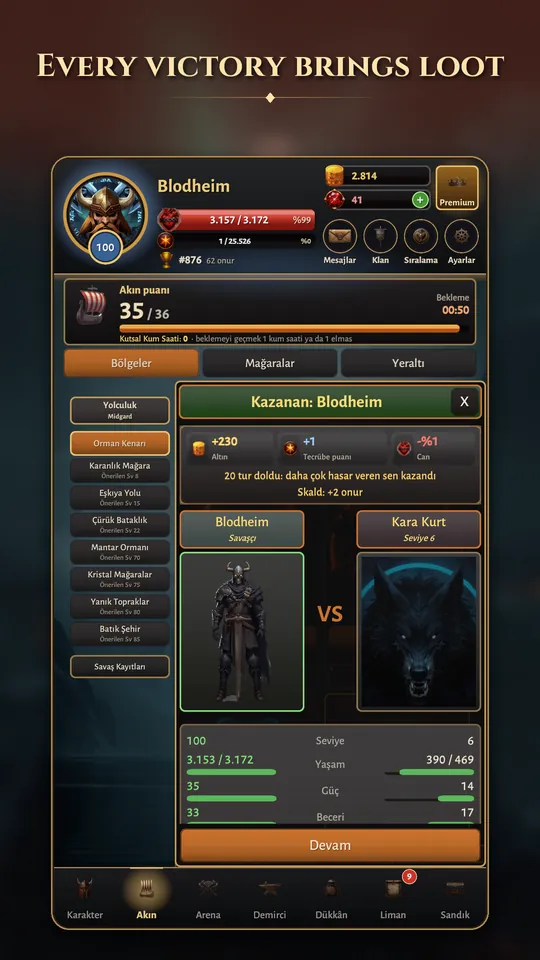 Every victory brings loot
Blodheim
100
3.157 / 3.172 %99
1 / 25.526 %0
#876 62 onur
2.814
41
Premium
Mesajlar Klan Sıralama Ayarlar
Akın puanı
35 / 36
Bekleme
00:50
Kutsal Kum Saati: 0 · beklemeyi geçmek 1 kum saati ya da 1 elmas
Bölgeler Mağaralar Yeraltı
Yolculuk
Midgard
Orman Kenarı
Karanlık Mağara
Önerilen Sv 8
Eşkıya Yolu
Önerilen Sv 15
Çürük Bataklık
Önerilen Sv 22
Mantar Ormanı
Önerilen Sv 70
Kristal Mağaralar
Önerilen Sv 75
Yanık Topraklar
Önerilen Sv 80
Batık Şehir
Önerilen Sv 85
Savaş Kayıtları
Kazanan: Blodheim X
+230
Altın
+1
Tecrübe puanı
-%1
Can
20 tur doldu: daha çok hasar veren sen kazandı
Skald: +2 onur
Blodheim
Savaşçı
VS
Kara Kurt
Seviye 6
100 Seviye 6
3.153 / 3.172 Yaşam 390 / 469
35 Güç 14
33 Beceri 17
Devam
9
Karakter Akın Arena Demirci Dükkân Liman Sandık